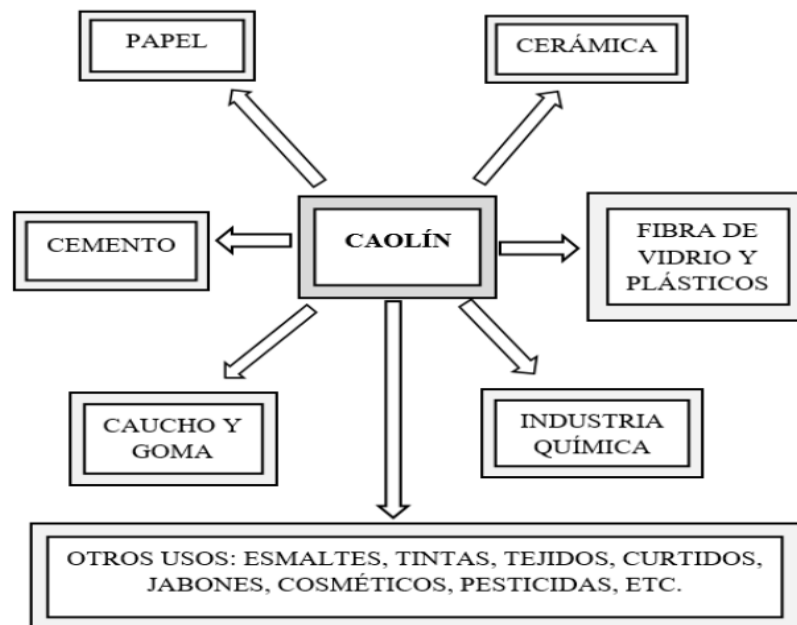 PAPEL
CERÁMICA
CEMENTO
CAOLÍN
FIBRA DE
VIDRIO Y
PLÁSTICOS
CAUCHO Y
GOMA
INDUSTRIA
QUÍMICA
OTROS USOS: ESMALTES, TINTAS, TEJIDOS, CURTIDOS,
JABONES, COSMÉTICOS, PESTICIDAS, ETC.